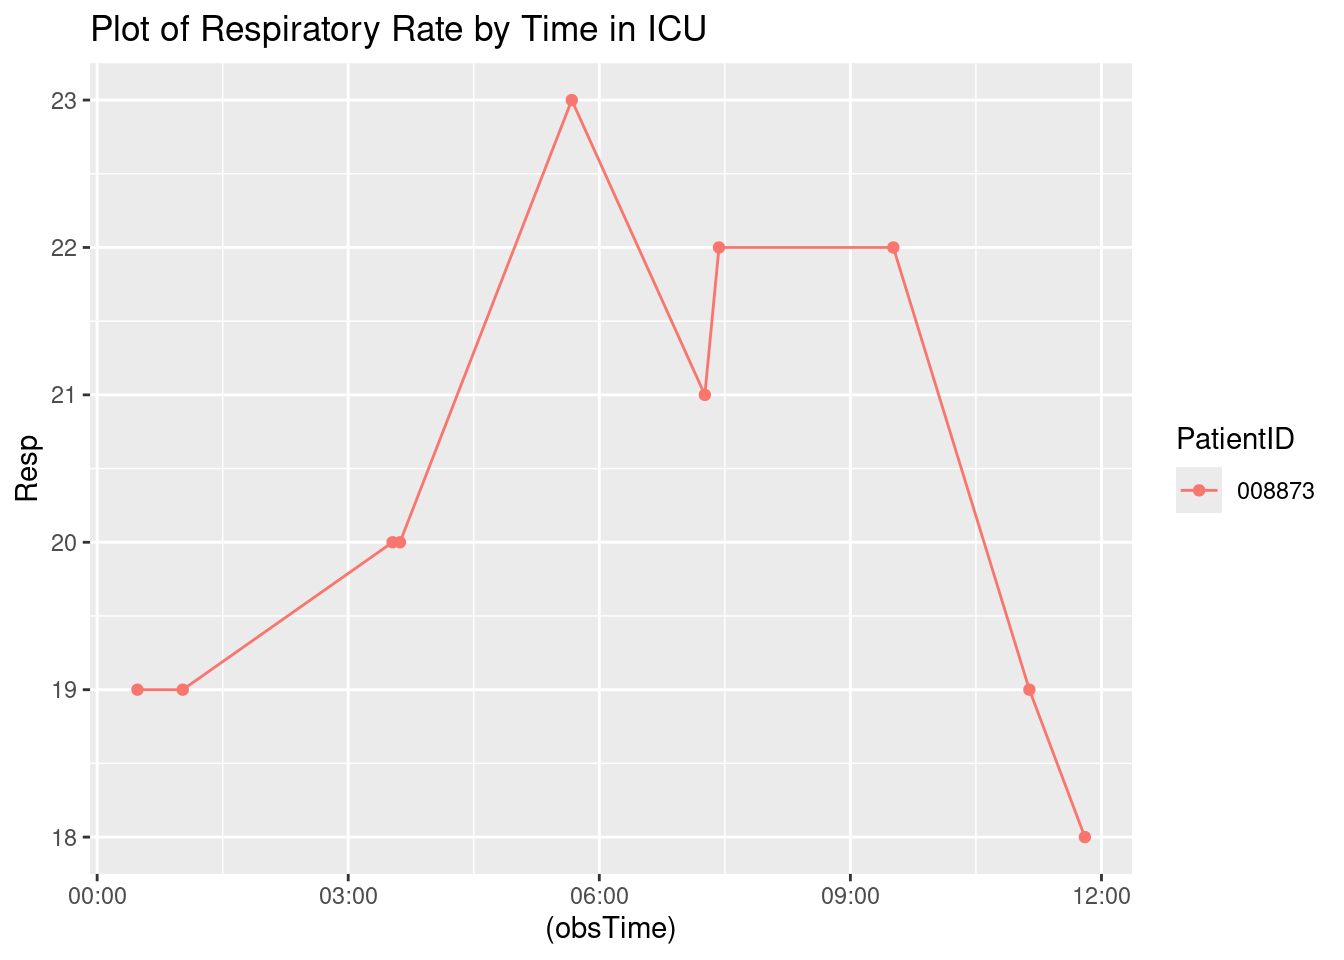 Plot of Respiratory Rate by Time in ICU
23
22
21
20
19
18
Resp
00:00 03:00 06:00 09:00 12:00
(obsTime)
PatientID
008873